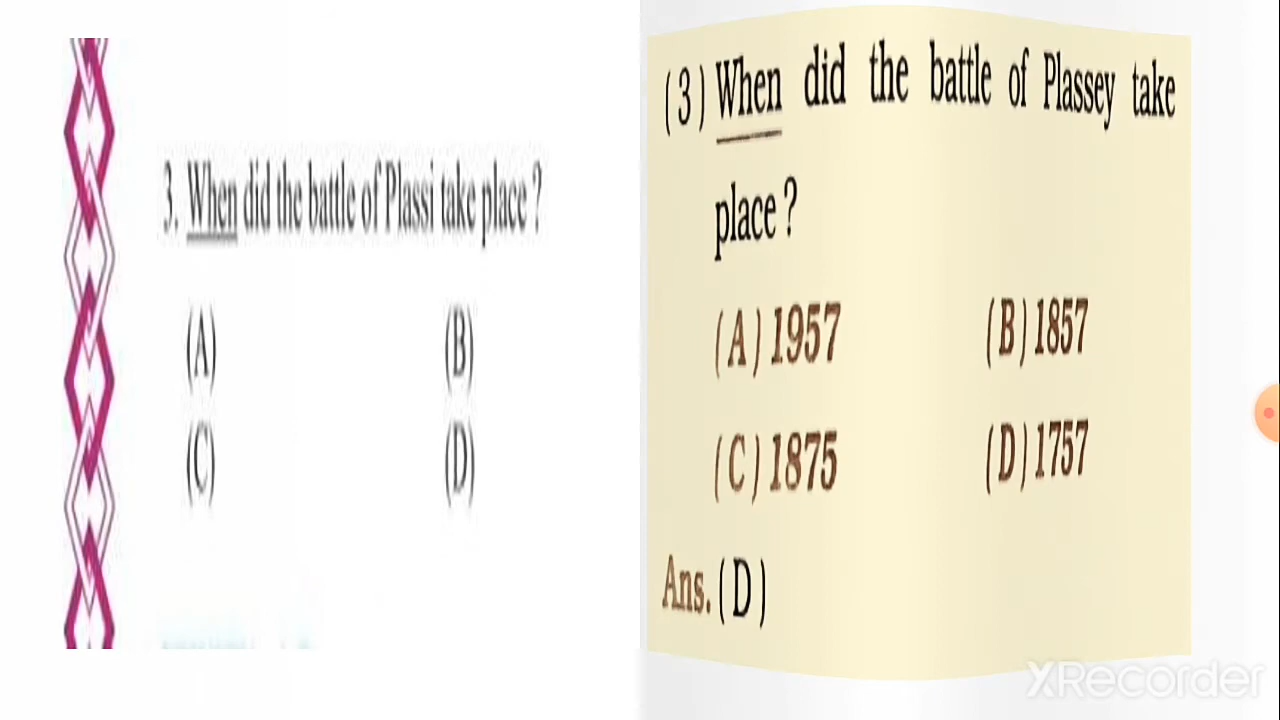 3. When did the battle of Plassi take place ?
(A) (B)
(C) (D)
(3) When did the battle of Plassey take
place ?
(A) 1957 (B) 1857
(C) 1875 (D) 1757
Ans. (D)
XRecorder